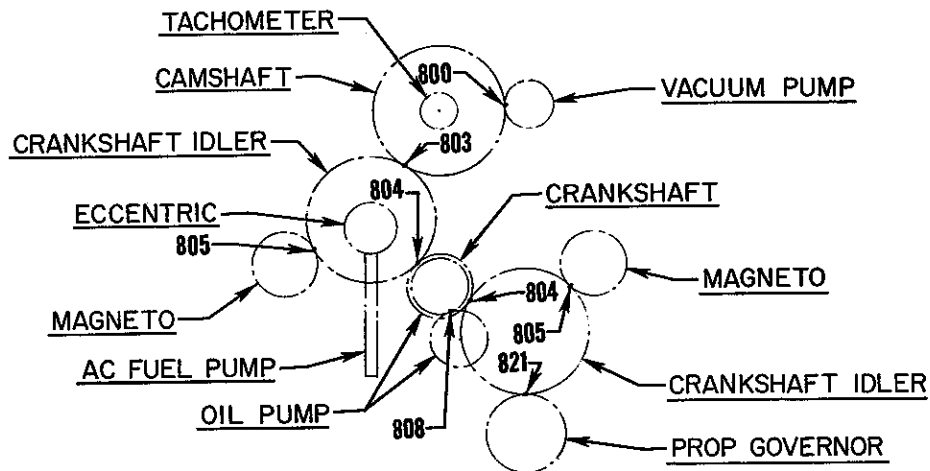 TACHOMETER
CAMSHAFT
800
VACUUM PUMP
CRANKSHAFT IDLER
803
804
CRANKSHAFT
ECCENTRIC
805
804
MAGNETO
MAGNETO
805
821
AC FUEL PUMP
CRANKSHAFT IDLER
OIL PUMP
808
PROP GOVERNOR